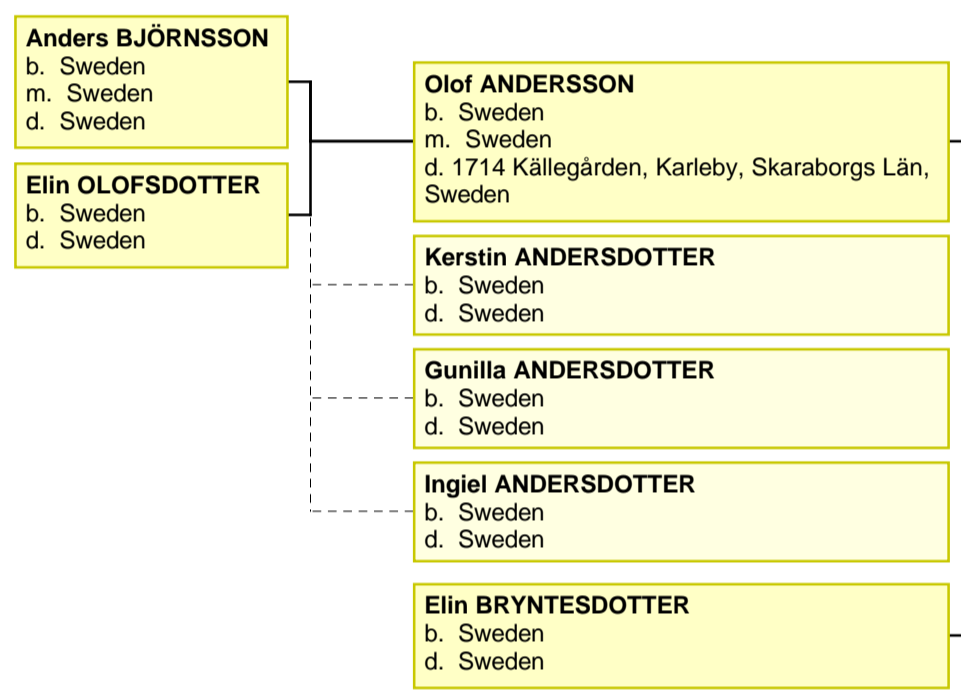 Anders BJÖRNSSON
b. Sweden
m. Sweden
d. Sweden
Elin OLOFSDOTTER
b. Sweden
d. Sweden
Olof ANDERSSON
b. Sweden
m. Sweden
d. 1714 Källegården, Karleby, Skaraborgs Län,
Sweden
Kerstin ANDERSDOTTER
b. Sweden
d. Sweden
Gunilla ANDERSDOTTER
b. Sweden
d. Sweden
Ingiel ANDERSDOTTER
b. Sweden
d. Sweden
Elin BRYNTESDOTTER
b. Sweden
d. Sweden